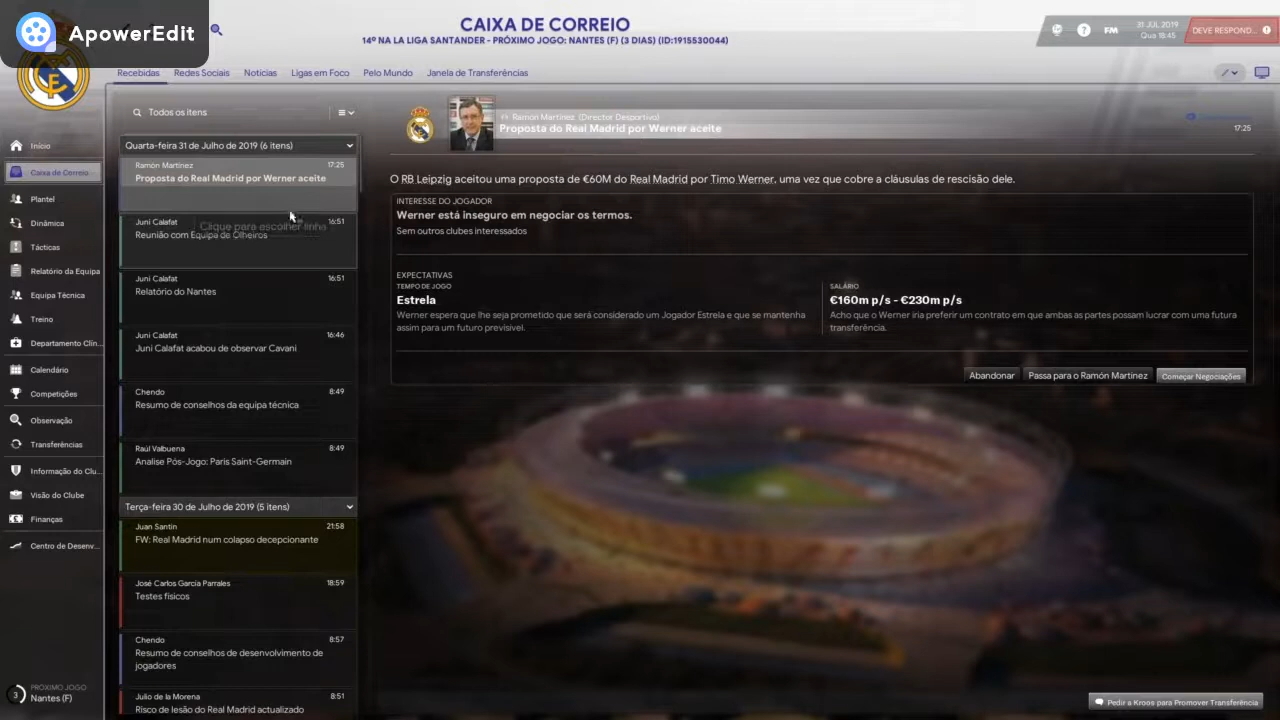 ApowerEdit
CAIXA DE CORREIO
14º NA LA LIGA SANTANDER - PRÓXIMO JOGO: NANTES (F) (3 DIAS) (ID:1915530044)
FM
31 JUL 2019
Qua 18:45
DEVE RESPOND...
Recebidas
Redes Sociais
Notícias
Ligas em Foco
Pelo Mundo
Janela de Transferências
Início
Caixa de Correio
Plantel
Dinâmica
Tácticas
Relatório da Equipa
Equipa Técnica
Treino
Departamento Clín...
Calendário
Competições
Observação
Transferências
Informação do Clu...
Visão do Clube
Finanças
Centro de Desenv...
3
PRÓXIMO JOGO
Nantes (F)
Todos os itens
Quarta-feira 31 de Julho de 2019 (6 itens)
Ramón Martínez 17:25
Proposta do Real Madrid por Werner aceite
Juni Calafat 16:51
Clique para escolher linha
Reunião com Equipa de Olheiros
Juni Calafat 16:51
Relatório do Nantes
Juni Calafat 16:46
Juni Calafat acabou de observar Cavani
Chendo 8:49
Resumo de conselhos da equipa técnica
Raúl Valbuena 8:49
Análise Pós-Jogo: Paris Saint-Germain
Terça-feira 30 de Julho de 2019 (5 itens)
Juan Santín 21:58
FW: Real Madrid num colapso decepcionante
José Carlos García Parrales 18:59
Testes físicos
Chendo 8:57
Resumo de conselhos de desenvolvimento de
jogadores
Julio de la Morena 8:51
Risco de lesão do Real Madrid actualizado
Ramón Martínez (Director Desportivo)
Proposta do Real Madrid por Werner aceite
17:25
O RB Leipzig aceitou uma proposta de €60M do Real Madrid por Timo Werner, uma vez que cobre a cláusulas de rescisão dele.
INTERESSE DO JOGADOR
Werner está inseguro em negociar os termos.
Sem outros clubes interessados
EXPECTATIVAS
TEMPO DE JOGO
Estrela
Werner espera que lhe seja prometido que será considerado um Jogador Estrela e que se mantenha
assim para um futuro previsível.
SALÁRIO
€160m p/s - €230m p/s
Acho que o Werner iria preferir um contrato em que ambas as partes possam lucrar com uma futura
transferência.
Abandonar
Passa para o Ramón Martínez
Começar Negociações
Pedir a Kroos para Promover Transferência